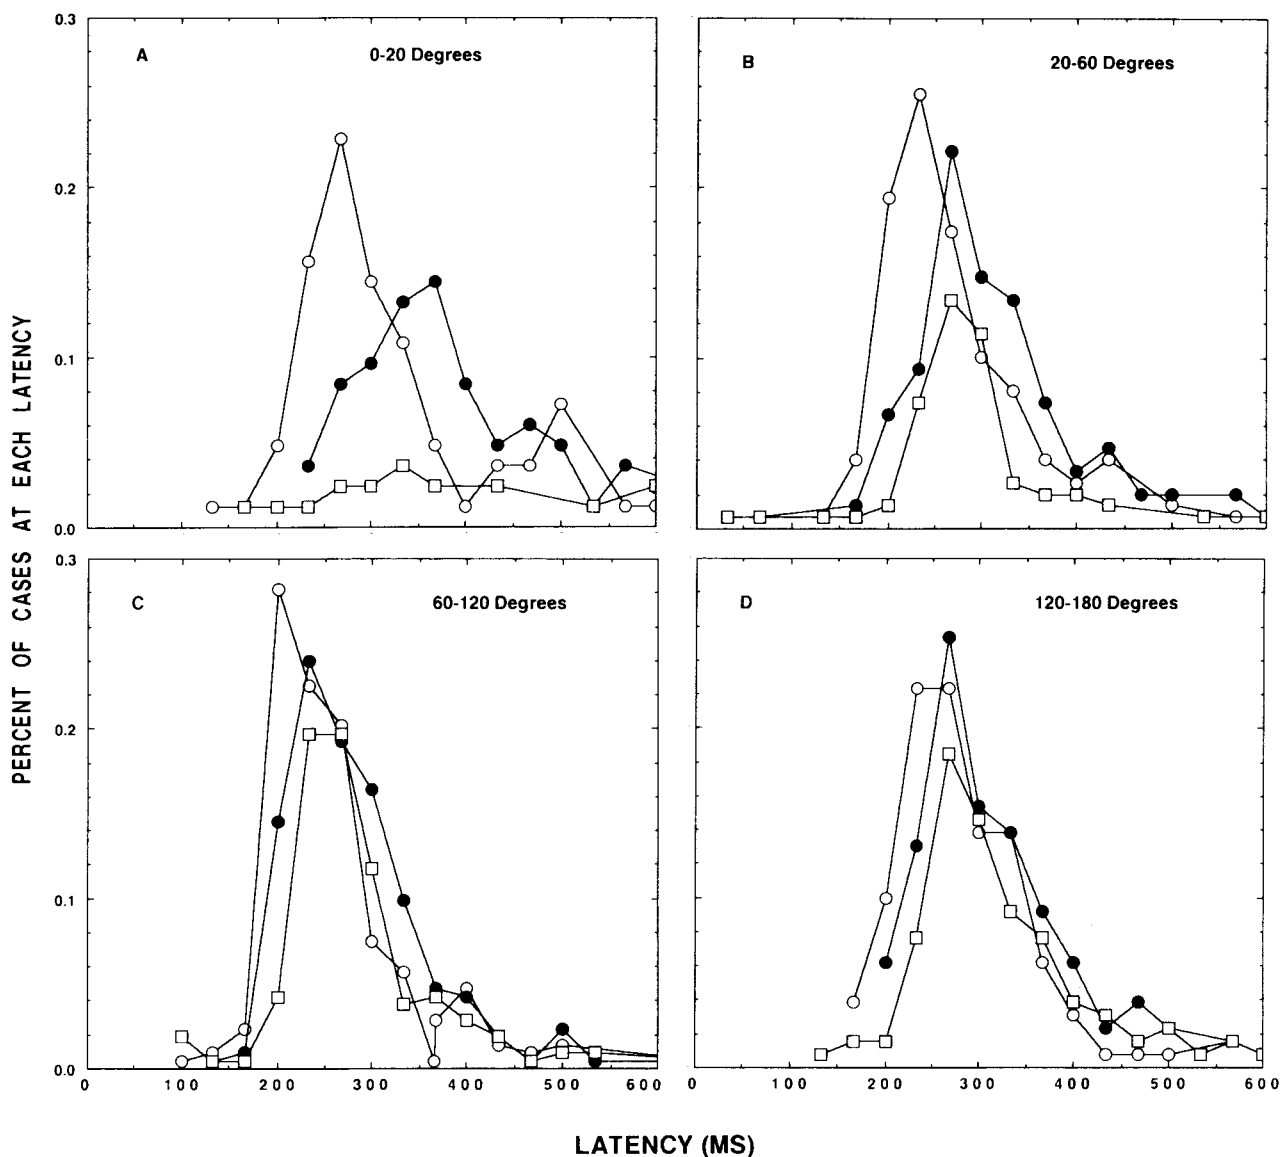 0.3
A
0-20 Degrees
B
20-60 Degrees
0.2
0.1
0.0
PERCENT OF CASES AT EACH LATENCY
0.3
C
60-120 Degrees
D
120-180 Degrees
0.2
0.1
0.0
0 100 200 300 400 500 600
0 100 200 300 400 500 600
LATENCY (MS)